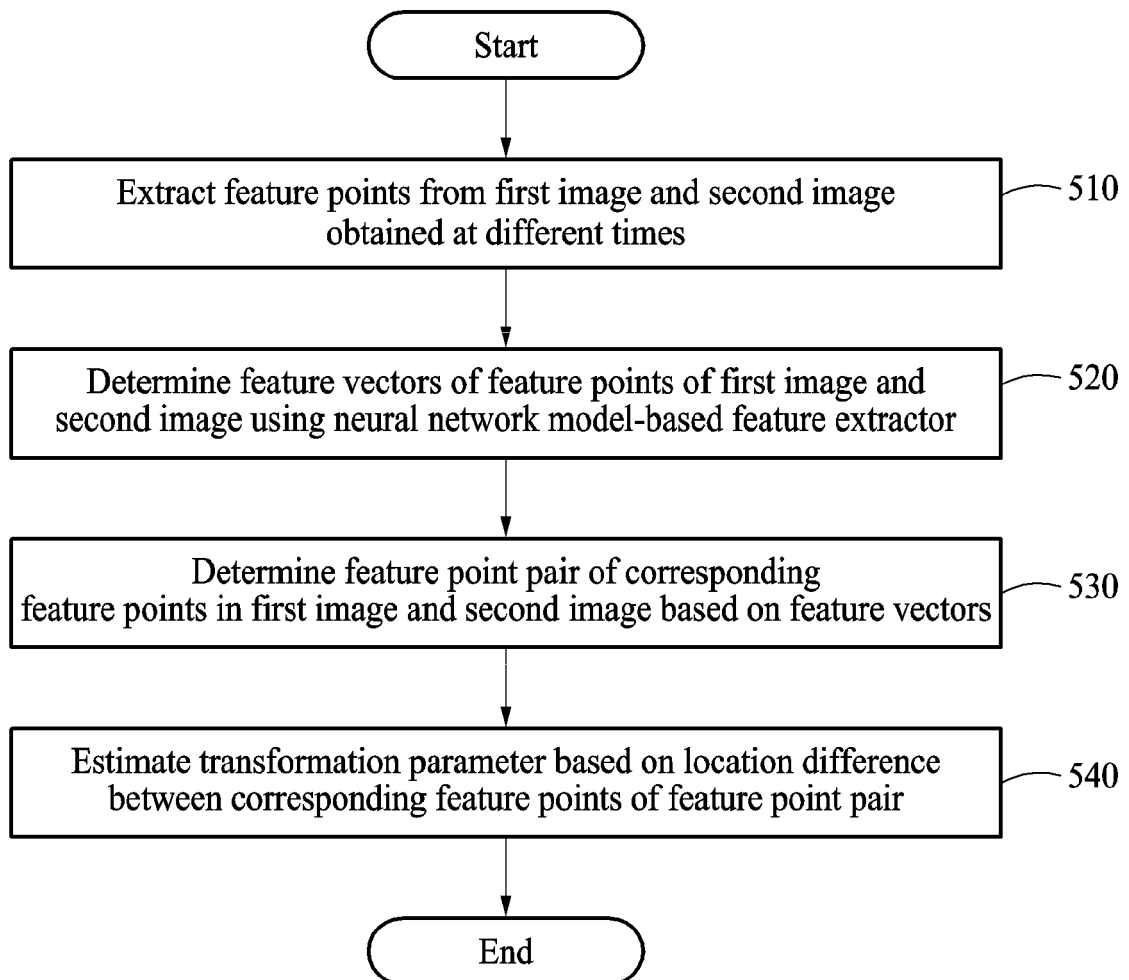 Start
Extract feature points from first image and second image
obtained at different times
510
Determine feature vectors of feature points of first image and
second image using neural network model-based feature extractor
520
Determine feature point pair of corresponding
feature points in first image and second image based on feature vectors
530
Estimate transformation parameter based on location difference
between corresponding feature points of feature point pair
540
End